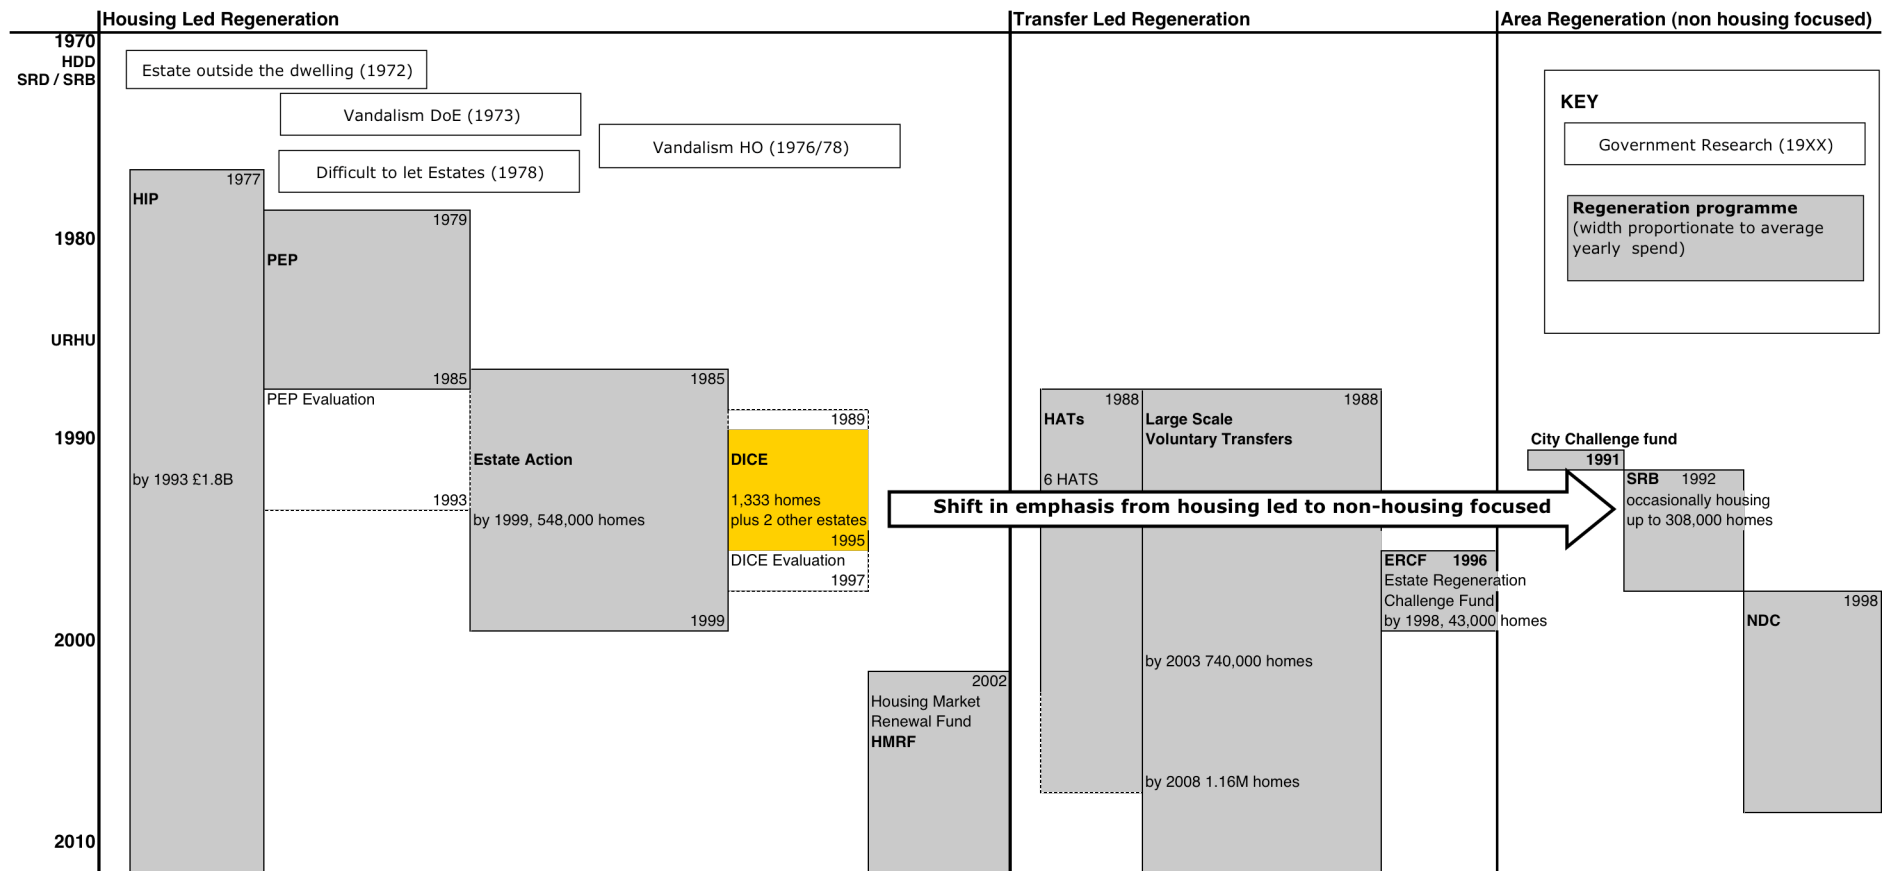 Housing Led Regeneration
Transfer Led Regeneration
Area Regeneration (non housing focused)
1970
HDD
SRD / SRB
1980
URHU
1990
2000
2010
Estate outside the dwelling (1972)
Vandalism DoE (1973)
Vandalism HO (1976/78)
Difficult to let Estates (1978)
1977
HIP
by 1993 £1.8B
1979
PEP
1985
PEP Evaluation
1993
1985
Estate Action
by 1999, 548,000 homes
1999
1989
DICE
1,333 homes
plus 2 other estates
1995
DICE Evaluation
1997
2002
Housing Market
Renewal Fund
HMRF
Shift in emphasis from housing led to non-housing focused
1988
HATs
6 HATS
1988
Large Scale
Voluntary Transfers
by 2003 740,000 homes
by 2008 1.16M homes
ERCF 1996
Estate Regeneration
Challenge Fund
by 1998, 43,000 homes
KEY
Government Research (19XX)
Regeneration programme
(width proportionate to average
yearly spend)
City Challenge fund
1991
SRB 1992
occasionally housing
up to 308,000 homes
1998
NDC